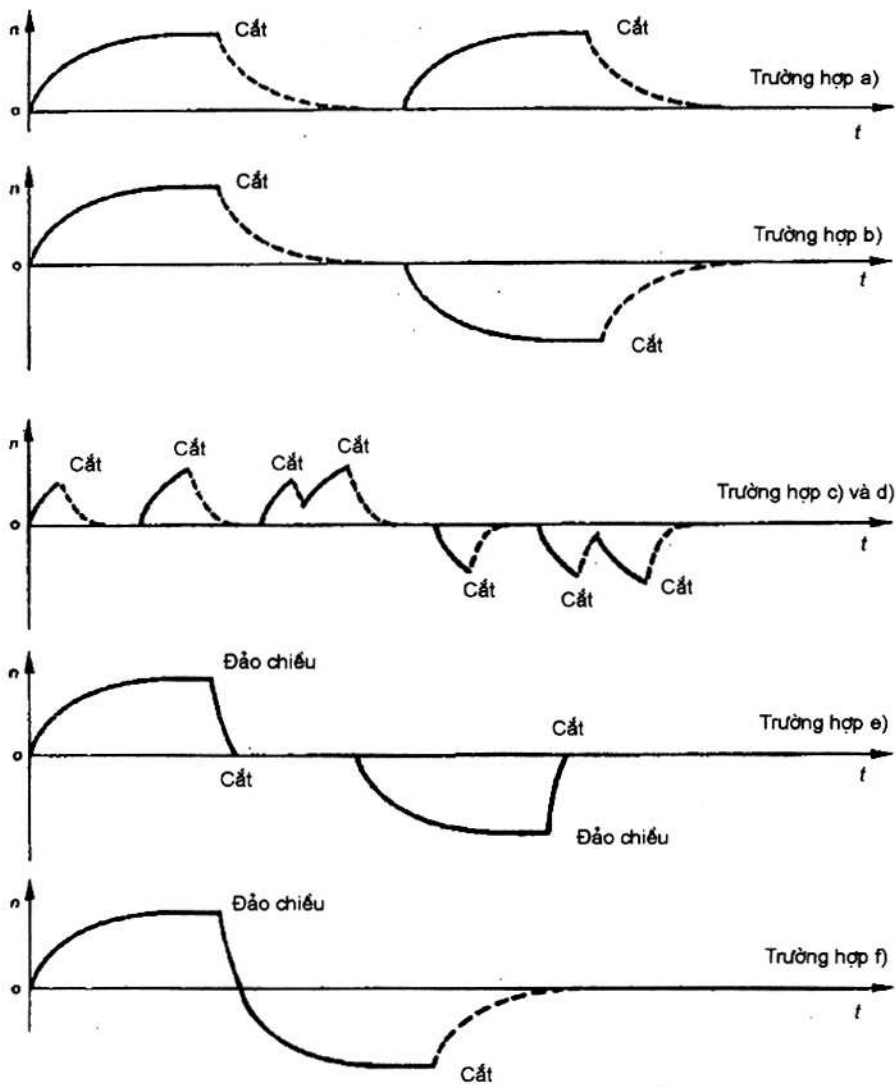 n
Cắt
Cắt
Trường hợp a)
o
t
n
Cắt
Trường hợp b)
o
t
Cắt
n
Cắt
Cắt
Cắt
Cắt
Trường hợp c) và d)
o
t
Cắt
Cắt
Cắt
n
Đảo chiều
Cắt
Trường hợp e)
o
t
Cắt
Đảo chiều
n
Đảo chiều
Trường hợp f)
o
t
Cắt